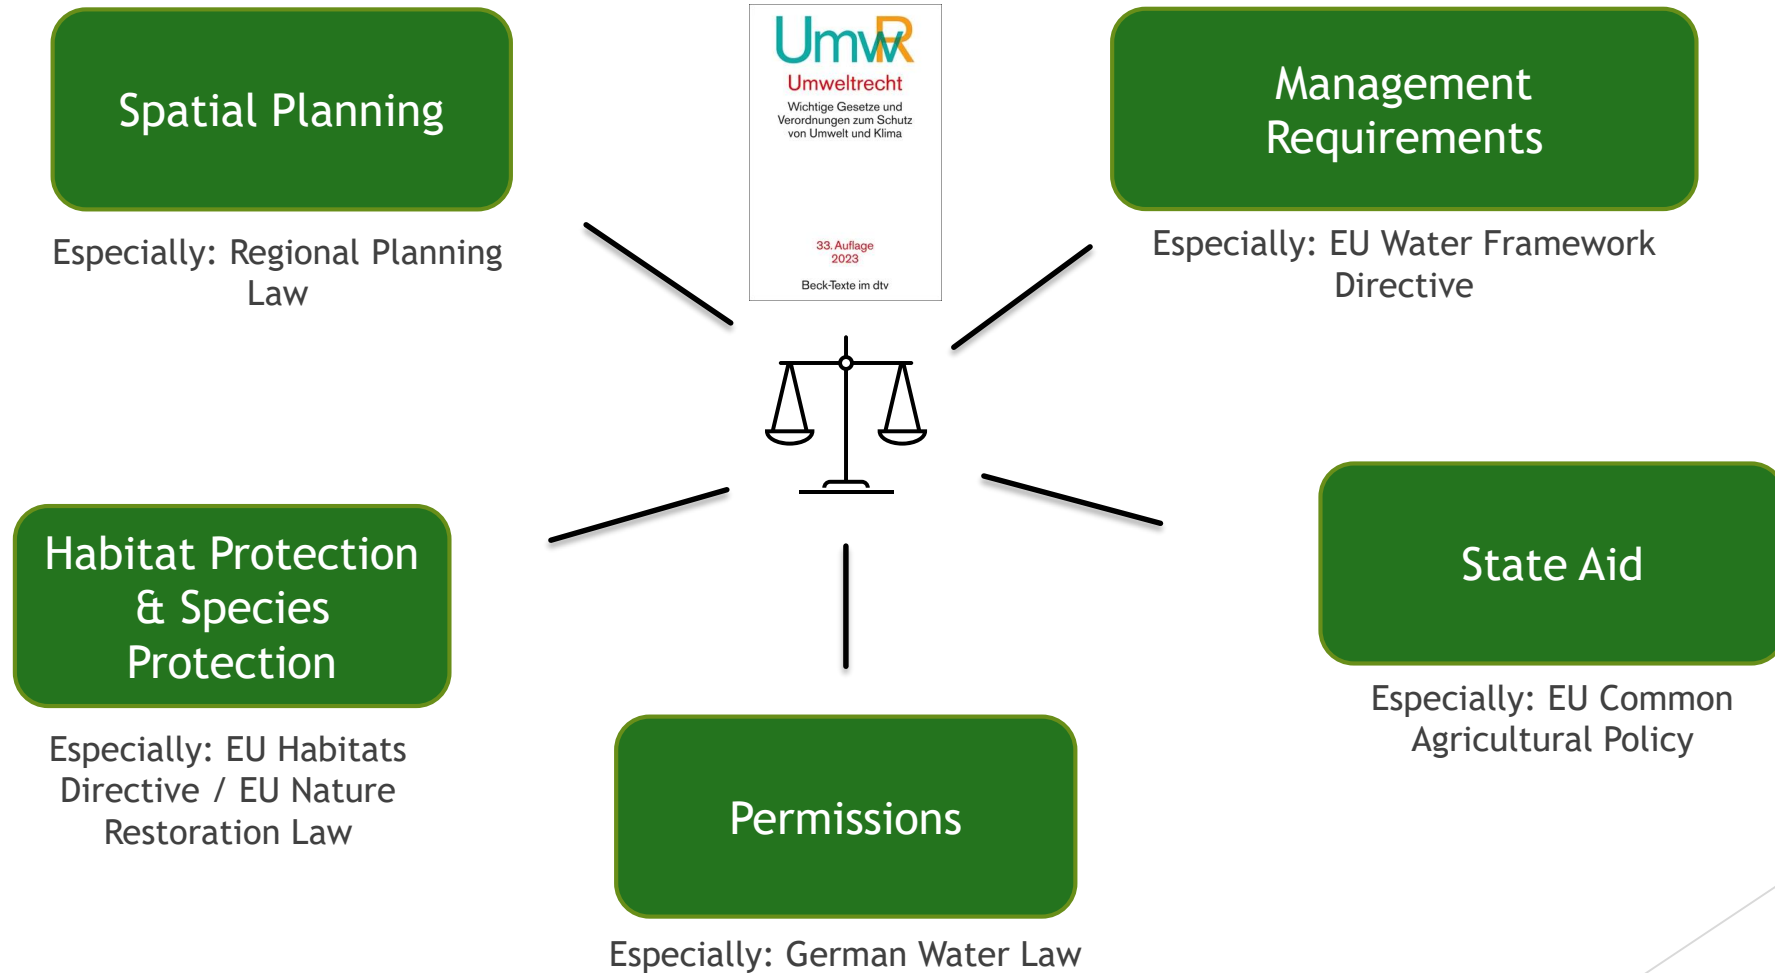 Spatial Planning
Especially: Regional Planning
Law
UmwR
Umweltrecht
Wichtige Gesetze und
Verordnungen zum Schutz
von Umwelt und Klima
33. Auflage
2023
Beck-Texte im dtv
Management
Requirements
Especially: EU Water Framework
Directive
Habitat Protection
& Species
Protection
Especially: EU Habitats
Directive / EU Nature
Restoration Law
Permissions
Especially: German Water Law
State Aid
Especially: EU Common
Agricultural Policy